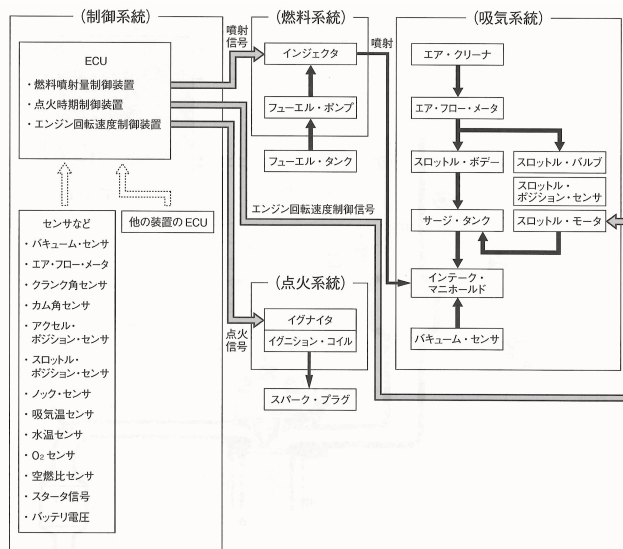 (制御系統)
ECU
・燃料噴射量制御装置
・点火時期制御装置
・エンジン回転速度制御装置
センサなど
・バキューム・センサ
・エア・フロー・メータ
・クランク角センサ
・カム角センサ
・アクセル・
ポジション・センサ
・スロットル・
ポジション・センサ
・ノック・センサ
・吸気温センサ
・水温センサ
・O₂センサ
・空燃比センサ
・スタータ信号
・バッテリ電圧
他の装置のECU
噴射
信号
(燃料系統)
インジェクタ
フューエル・ポンプ
フューエル・タンク
噴射
エンジン回転速度制御信号
(点火系統)
点火
信号
イグナイタ
イグニション・コイル
スパーク・プラグ
(吸気系統)
エア・クリーナ
エア・フロー・メータ
スロットル・ボデー
スロットル・バルブ
スロットル・
ポジション・センサ
サージ・タンク
スロットル・モータ
インテーク・
マニホールド
バキューム・センサ